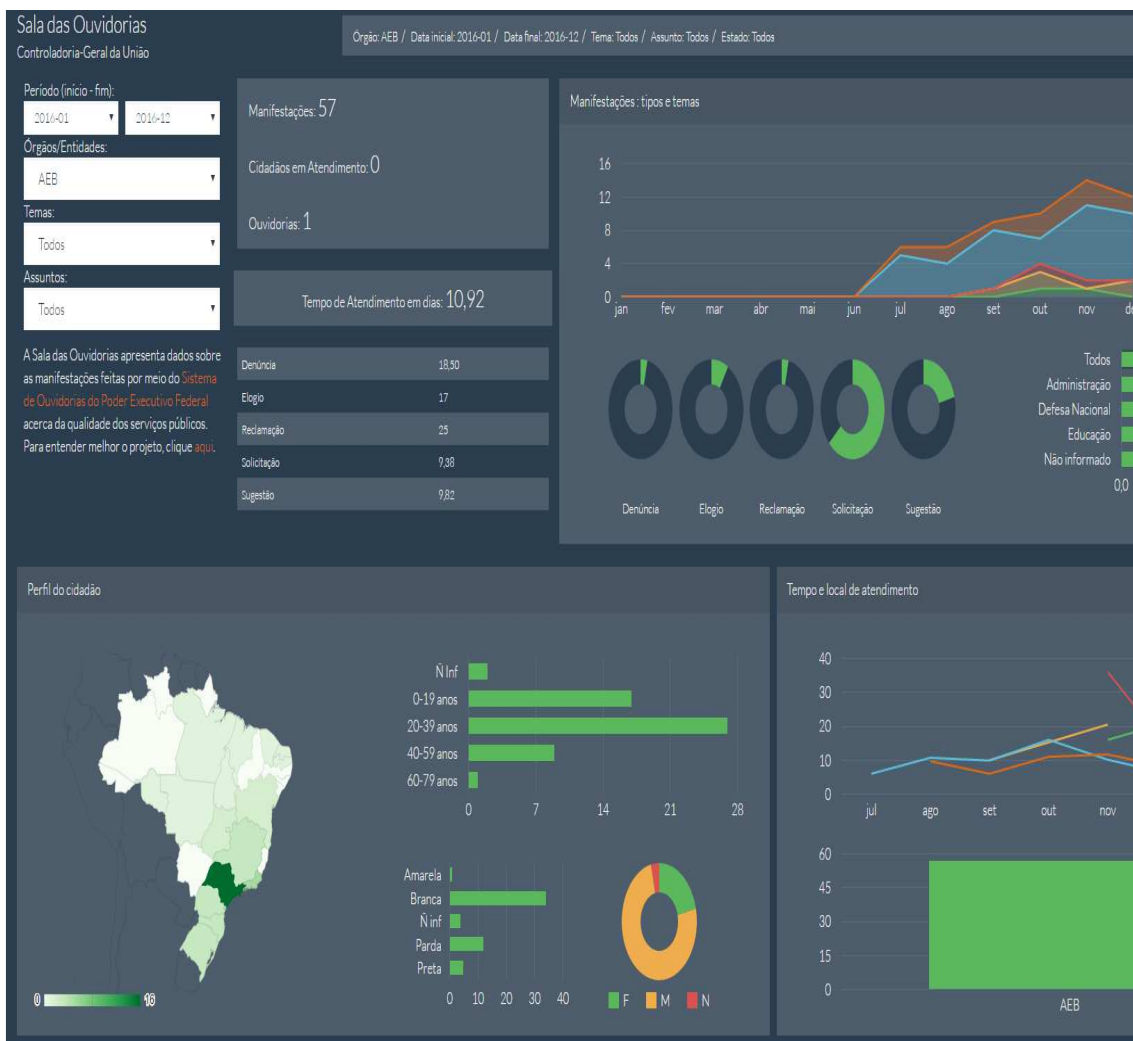 Sala das Ouvidorias
Controladoria-Geral da União
Órgão: AEB / Data inicial: 2016-01 / Data final: 2016-12 / Tema: Todos / Assunto: Todos / Estado: Todos
Período (início - fim):
2016-01
2016-12
Órgãos/Entidades:
AEB
Temas:
Todos
Assuntos:
Todos
A Sala das Ouvidorias apresenta dados sobre
as manifestações feitas por meio do Sistema
de Ouvidorias do Poder Executivo Federal
acerca da qualidade dos serviços públicos.
Para entender melhor o projeto, clique aqui.
Manifestações: 57
Cidadãos em Atendimento: 0
Ouvidorias: 1
Tempo de Atendimento em dias: 10,92
Denúncia 18,50
Elogio 17
Reclamação 25
Solicitação 9,38
Sugestão 9,82
Manifestações : tipos e temas
16
12
8
4
0
jan fev mar abr mai jun jul ago set out nov de
Denúncia Elogio Reclamação Solicitação Sugestão
Todos
Administração
Defesa Nacional
Educação
Não informado
0,0
Perfil do cidadão
0 16
Ñ Inf
0-19 anos
20-39 anos
40-59 anos
60-79 anos
0 7 14 21 28
Amarela
Branca
Ñ inf
Parda
Preta
0 10 20 30 40
F M N
Tempo e local de atendimento
40
30
20
10
0
jul ago set out nov
60
45
30
15
0
AEB